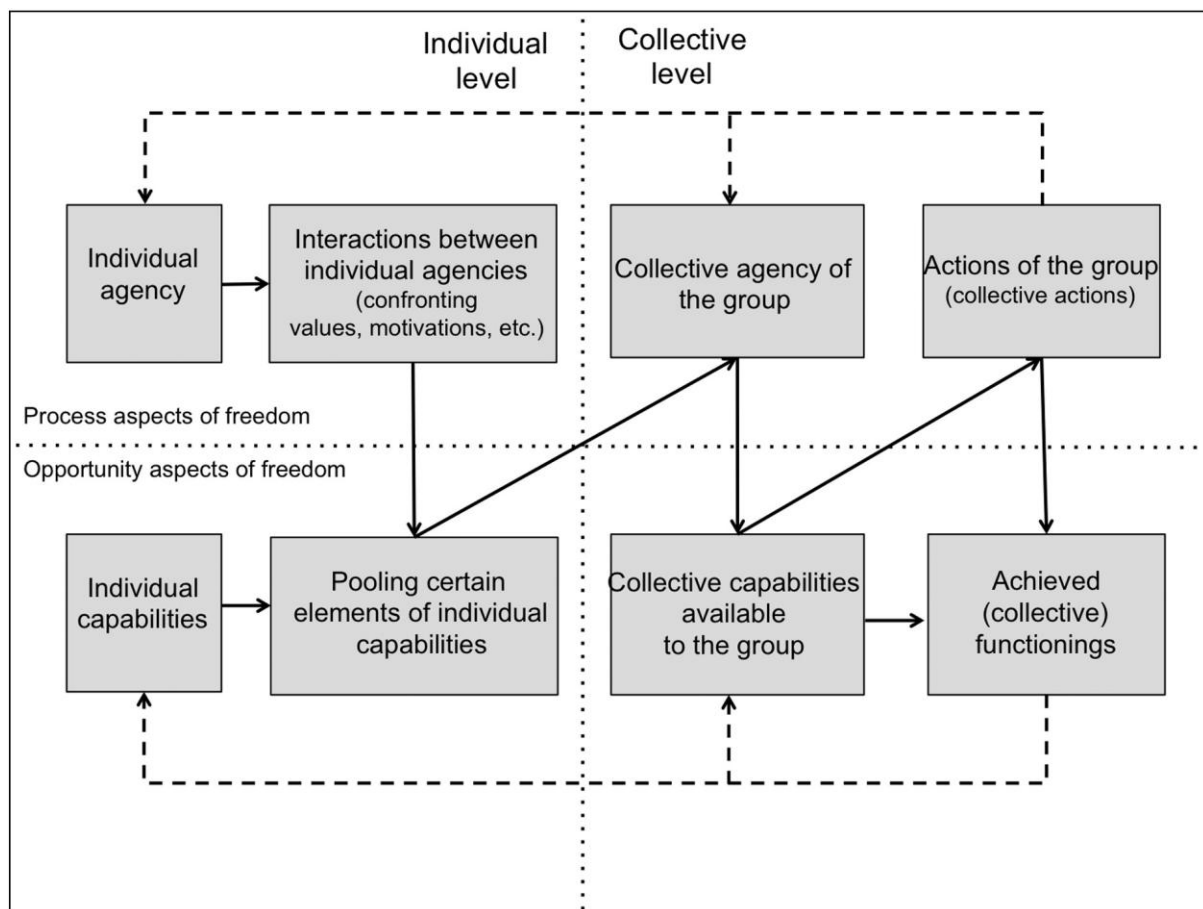 Individual
level
Collective
level
Individual
agency
Interactions between
individual agencies
(confronting
values, motivations, etc.)
Collective agency of
the group
Actions of the group
(collective actions)
Process aspects of freedom
Opportunity aspects of freedom
Individual
capabilities
Pooling certain
elements of individual
capabilities
Collective capabilities
available
to the group
Achieved
(collective)
functionings